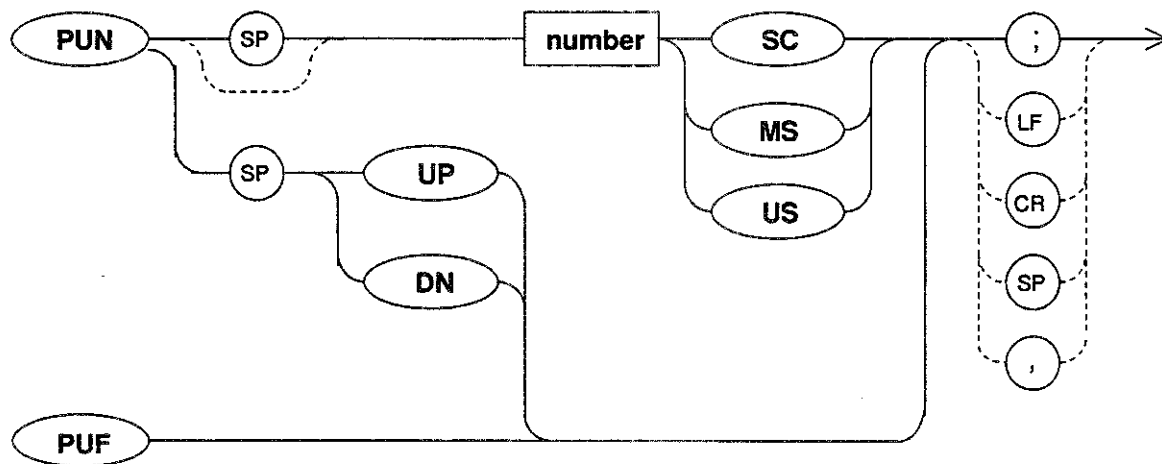 PUN SP number SC ;
MS LF
SP UP US CR
DN SP
,
PUF